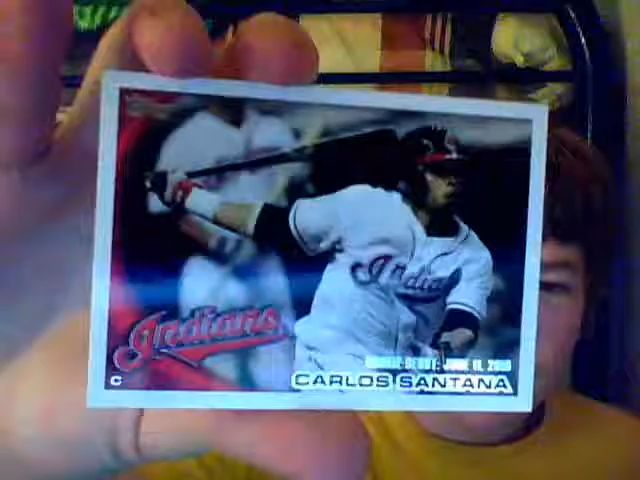 Indians
Indians
ROOKIE DEBUT: JUNE 11, 2010
C
CARLOS SANTANA